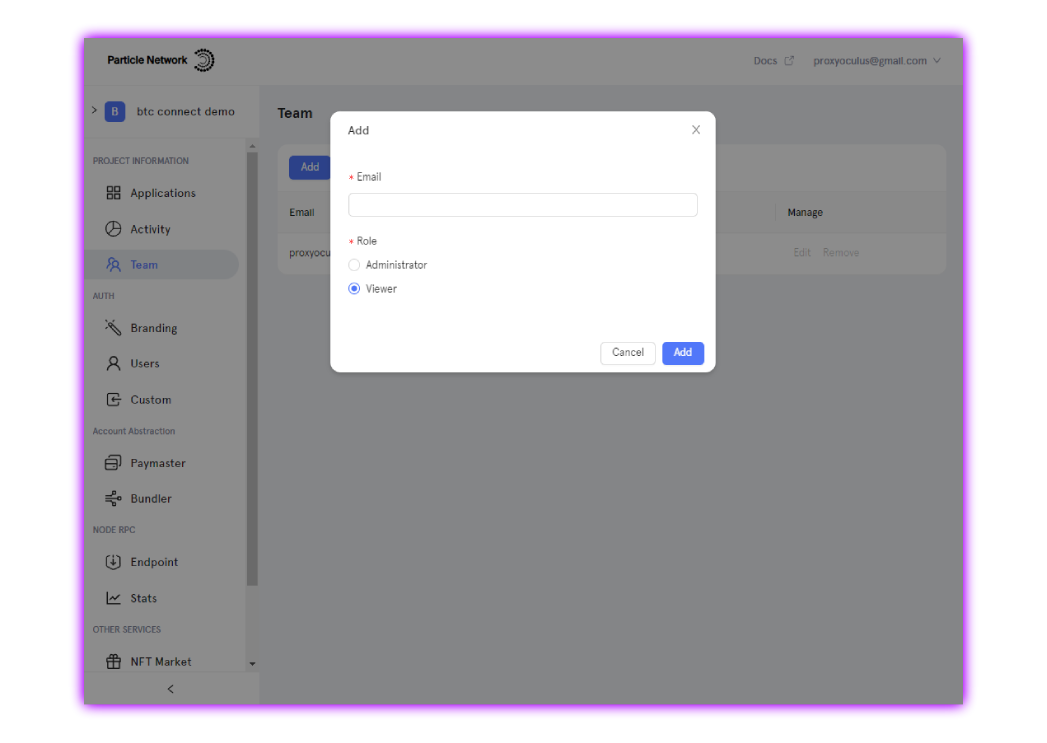 Particle Network
Docs
proxyoculus@gmail.com
B
btc connect demo
PROJECT INFORMATION
Applications
Activity
Team
AUTH
Branding
Users
Custom
Account Abstraction
Paymaster
Bundler
NODE RPC
Endpoint
Stats
OTHER SERVICES
NFT Market
Team
Add
Email
Manage
proxyocu
Edit Remove
Add
* Email
* Role
Administrator
Viewer
Cancel
Add